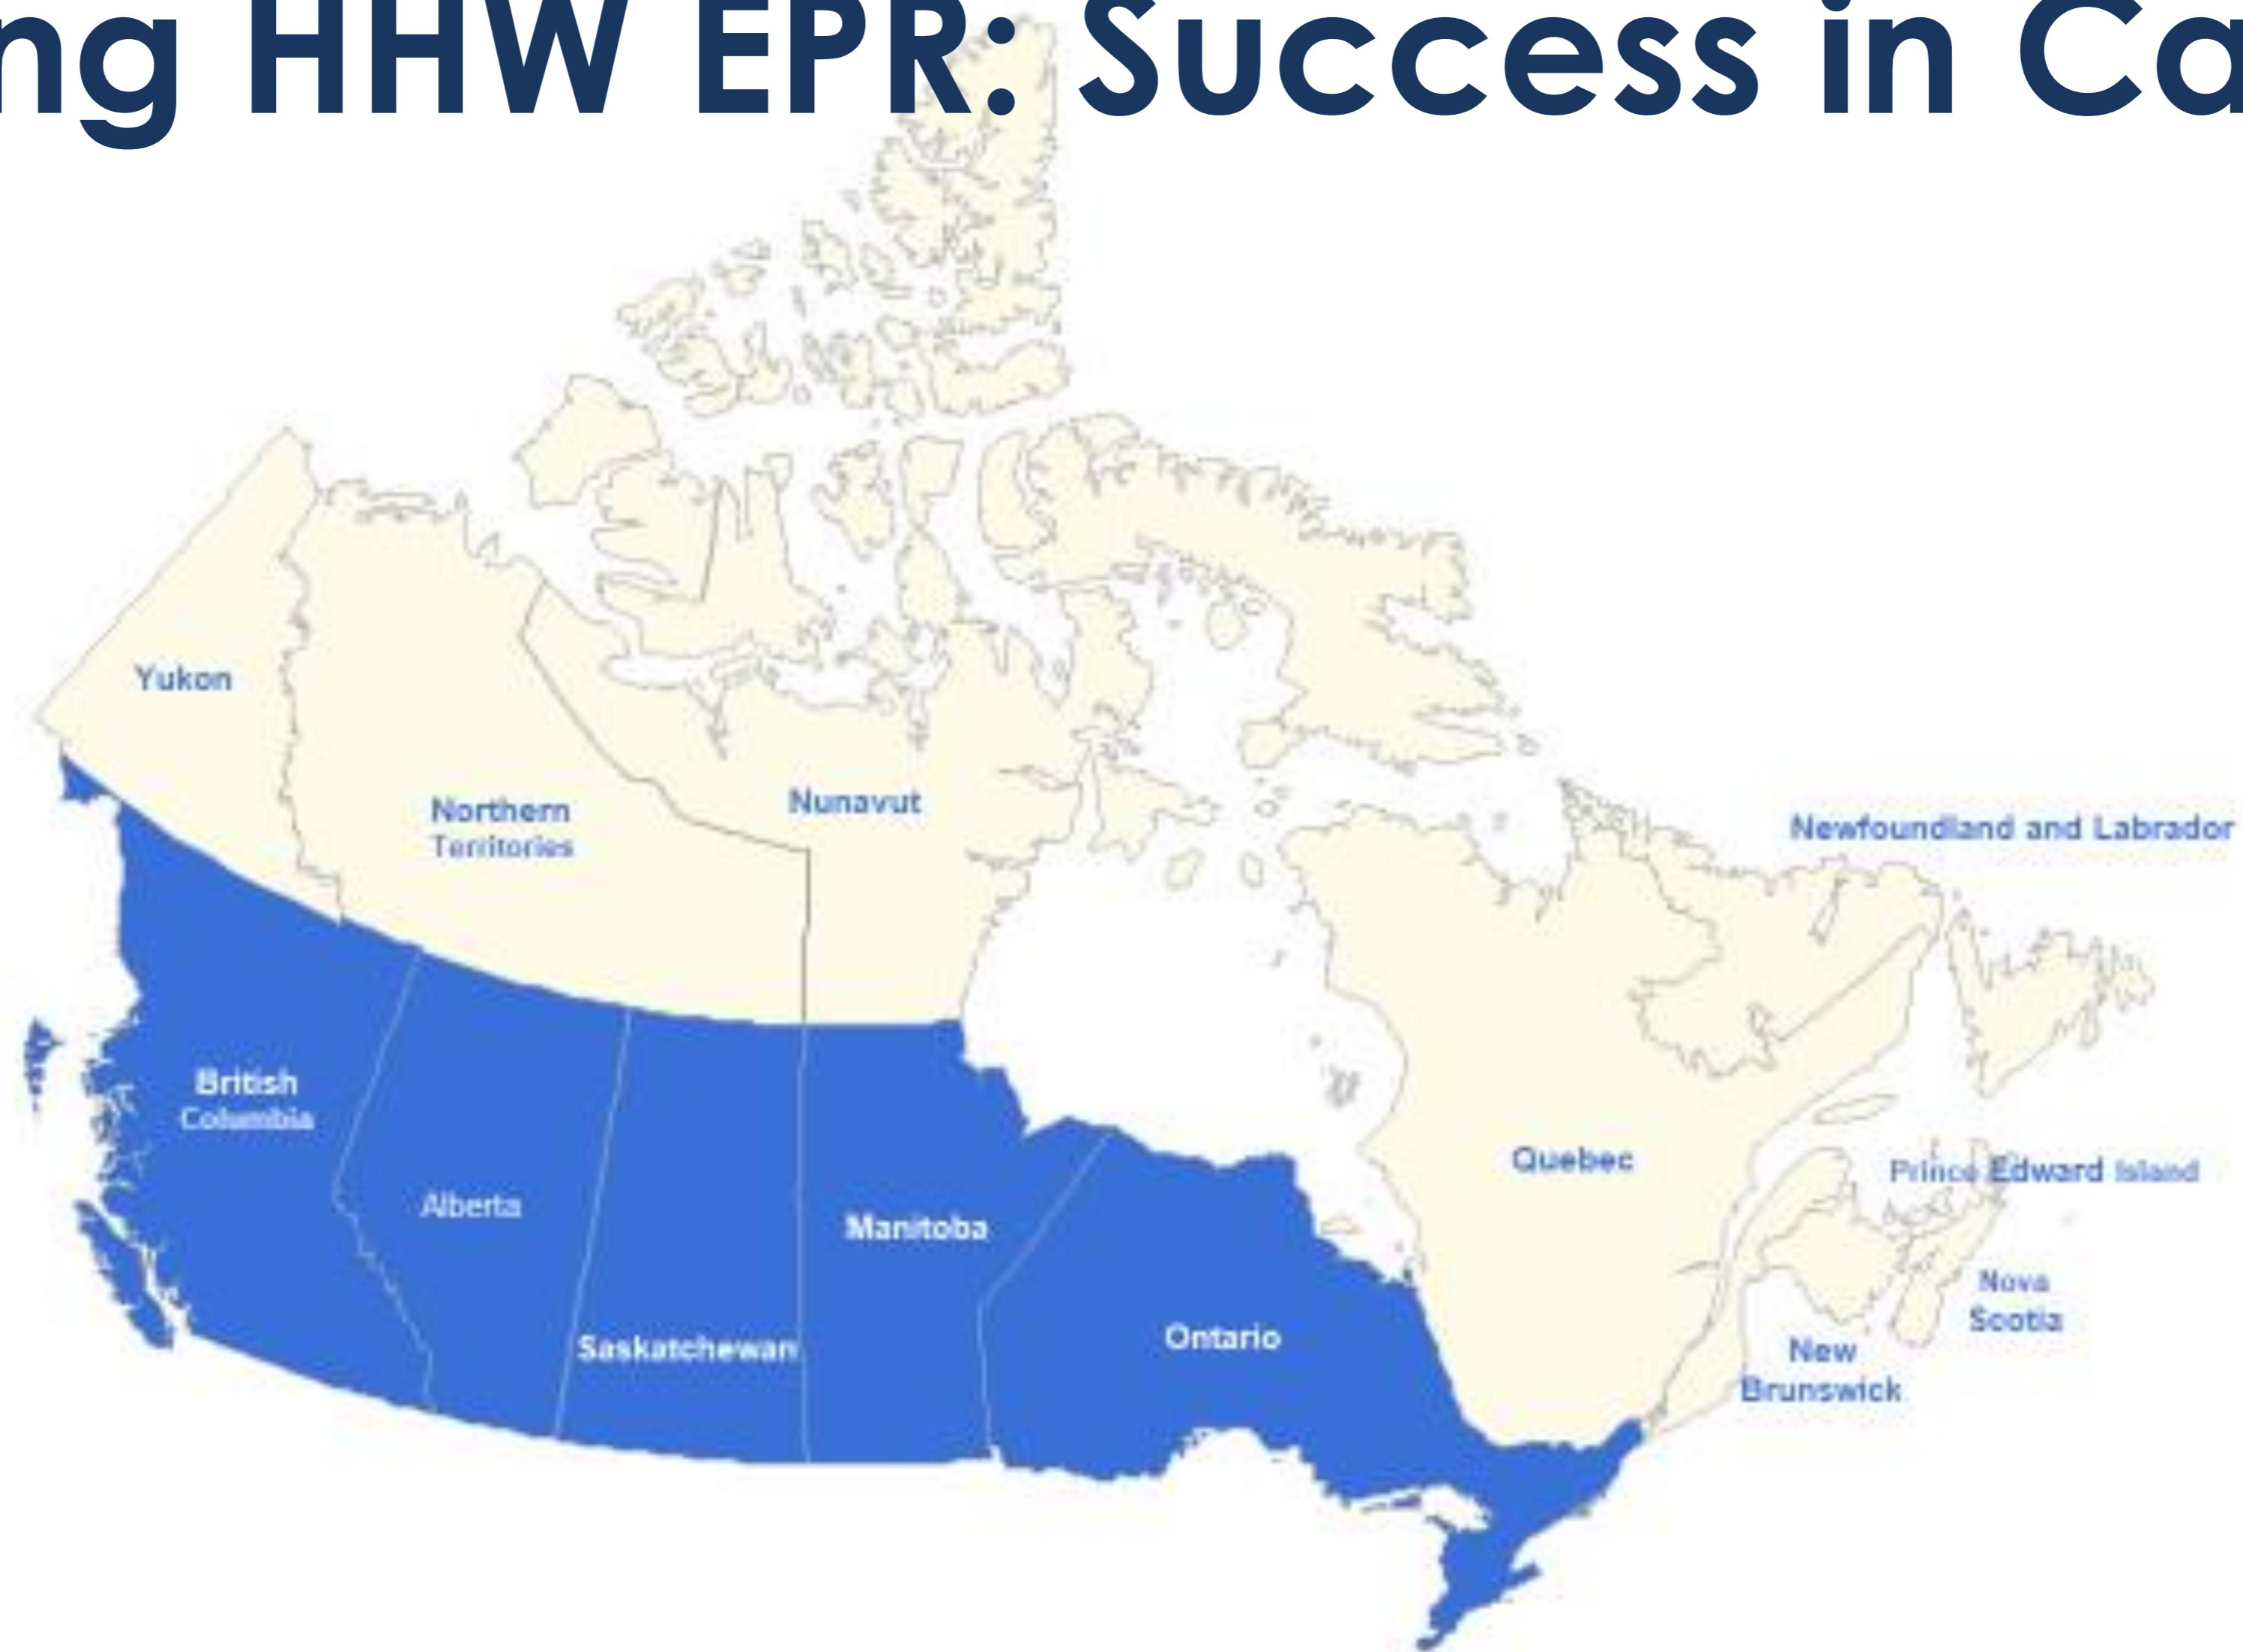 ng HHW EPR: Success in Ca
Yukon
Northern
Territories
Nunavut
Newfoundland and Labrador
British
Columbia
Alberta
Saskatchewan
Manitoba
Ontario
Quebec
Prince Edward Island
Nova
Scotia
New
Brunswick